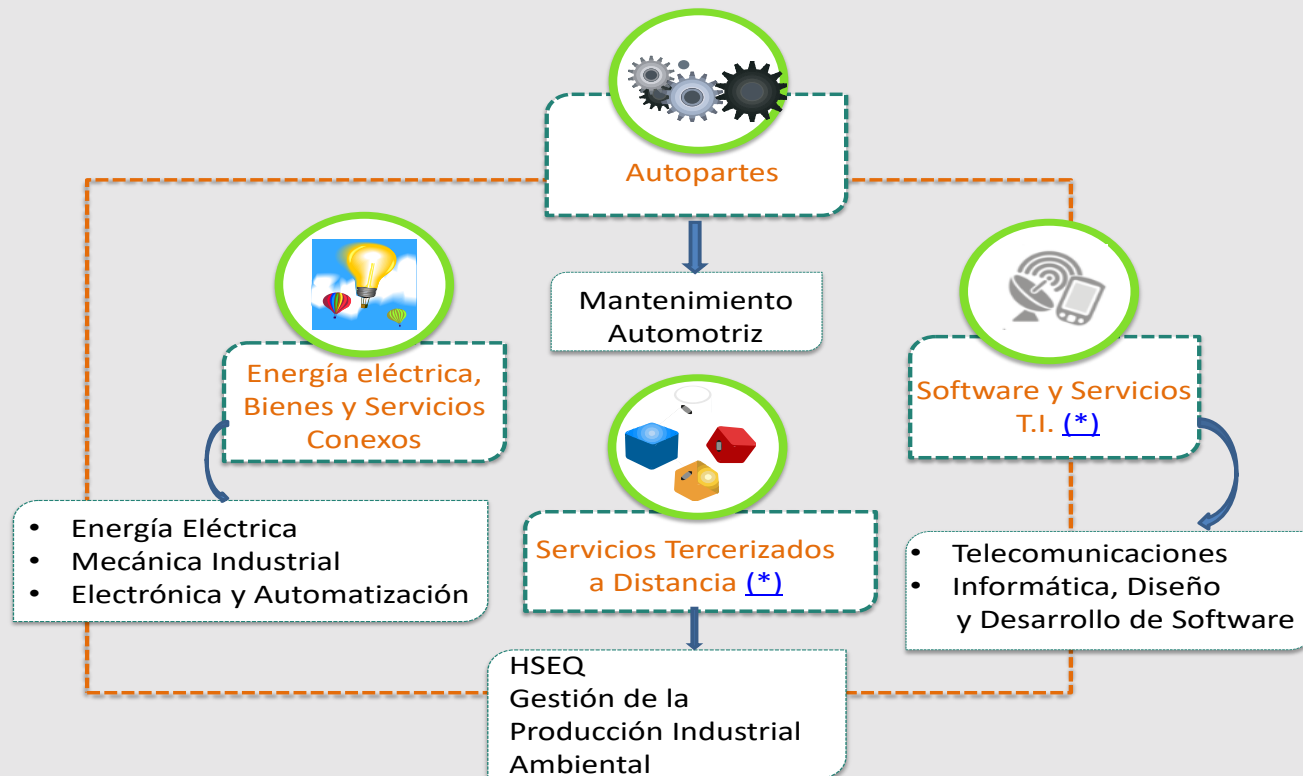 Autopartes
Mantenimiento
Automotriz
Energía eléctrica,
Bienes y Servicios
Conexos
• Energía Eléctrica
• Mecánica Industrial
• Electrónica y Automatización
Servicios Tercerizados
a Distancia (*)
HSEQ
Gestión de la
Producción Industrial
Ambiental
Software y Servicios
T.I. (*)
• Telecomunicaciones
• Informática, Diseño
y Desarrollo de Software